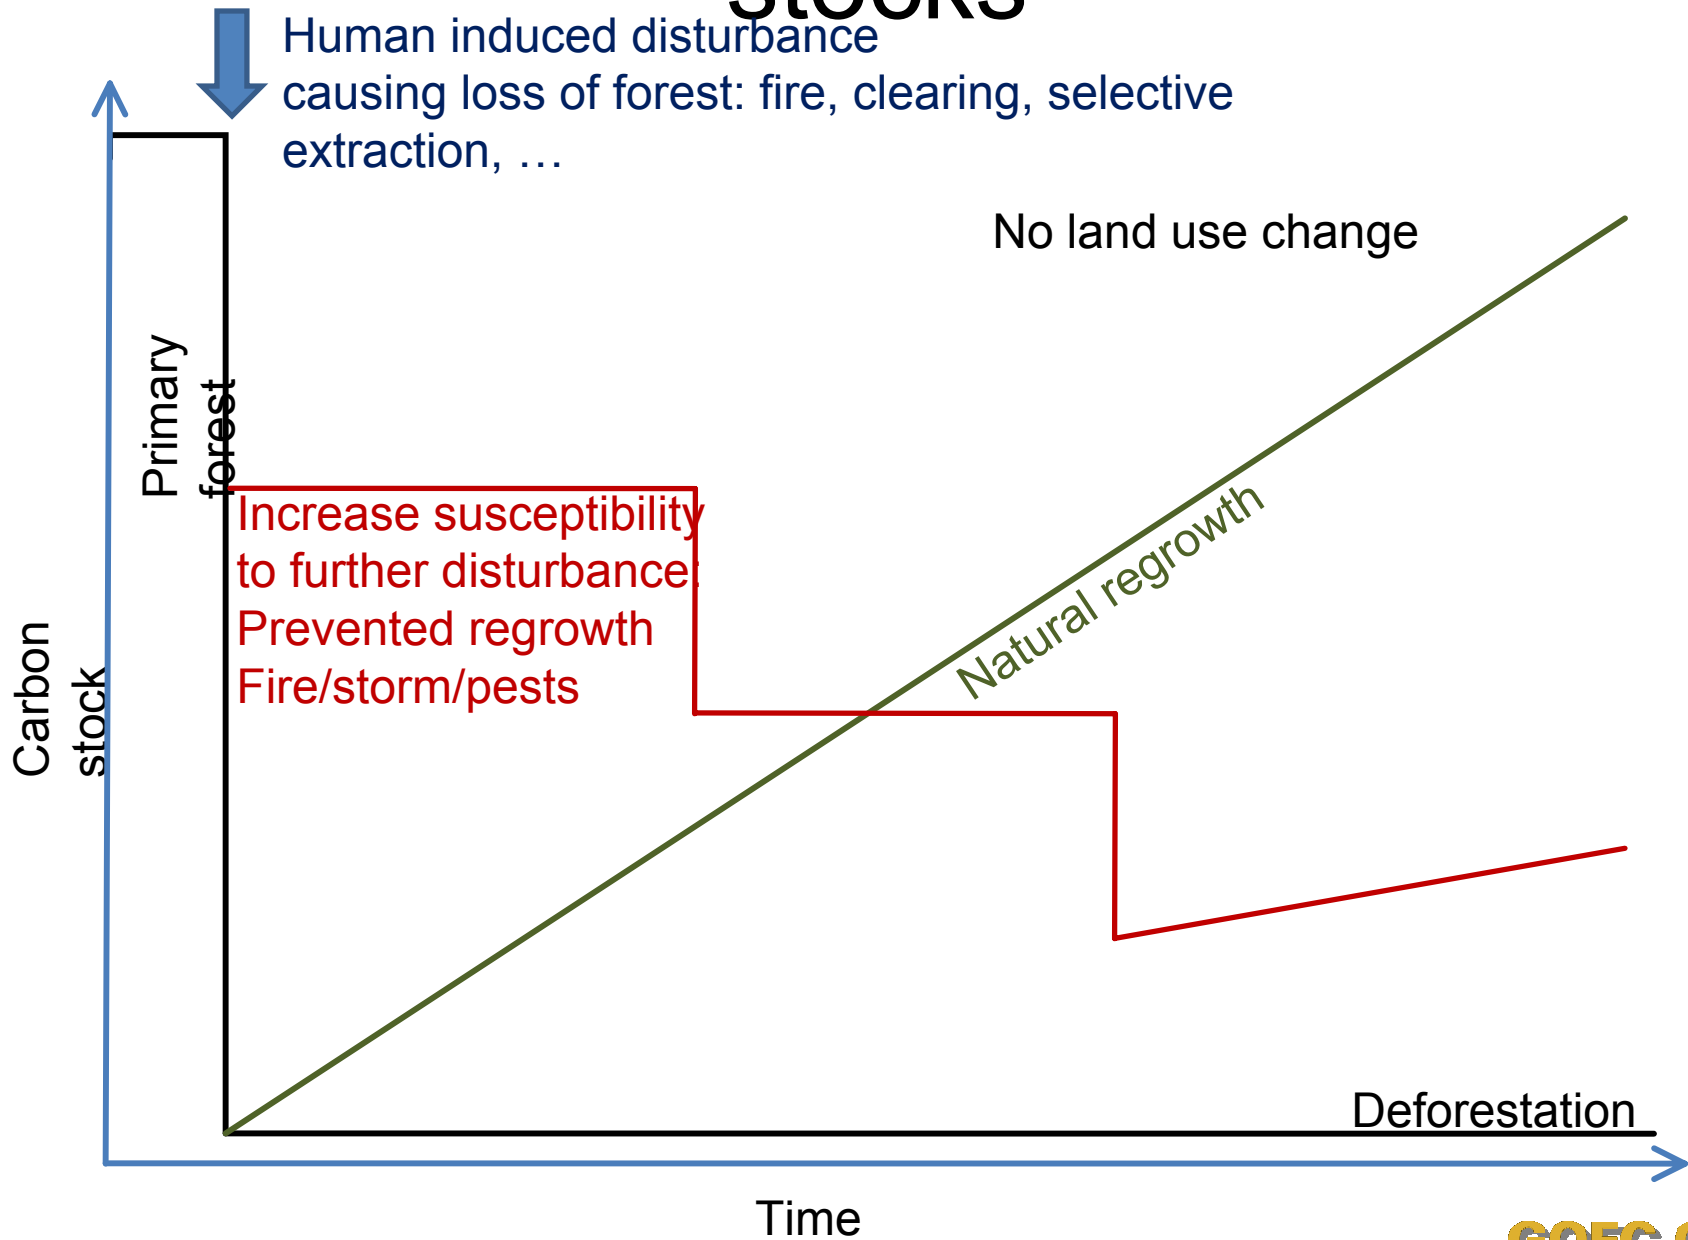 stocks
Human induced disturbance
causing loss of forest: fire, clearing, selective
extraction, …
No land use change
Primary
forest
Increase susceptibility
to further disturbance:
Prevented regrowth
Fire/storm/pests
Natural regrowth
Carbon
stock
Deforestation
Time